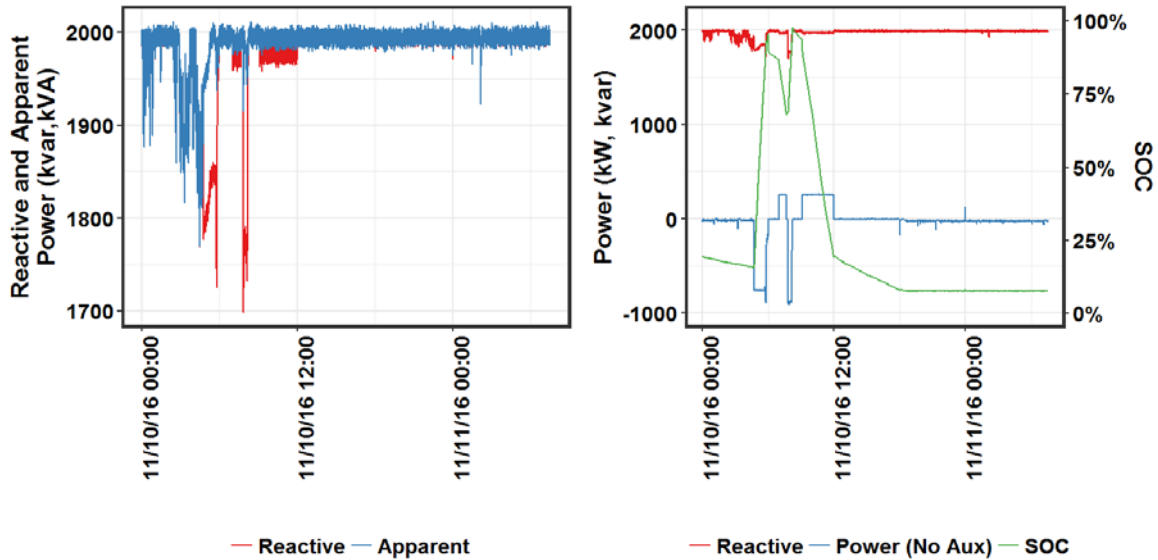 Reactive and Apparent
Power (kvar,kVA)
2000
1900
1800
1700
11/10/16 00:00
11/10/16 12:00
11/11/16 00:00
Reactive
Apparent
Power (kW, kvar)
2000
1000
0
-1000
100%
75%
50%
25%
0%
SOC
11/10/16 00:00
11/10/16 12:00
11/11/16 00:00
Reactive
Power (No Aux)
SOC